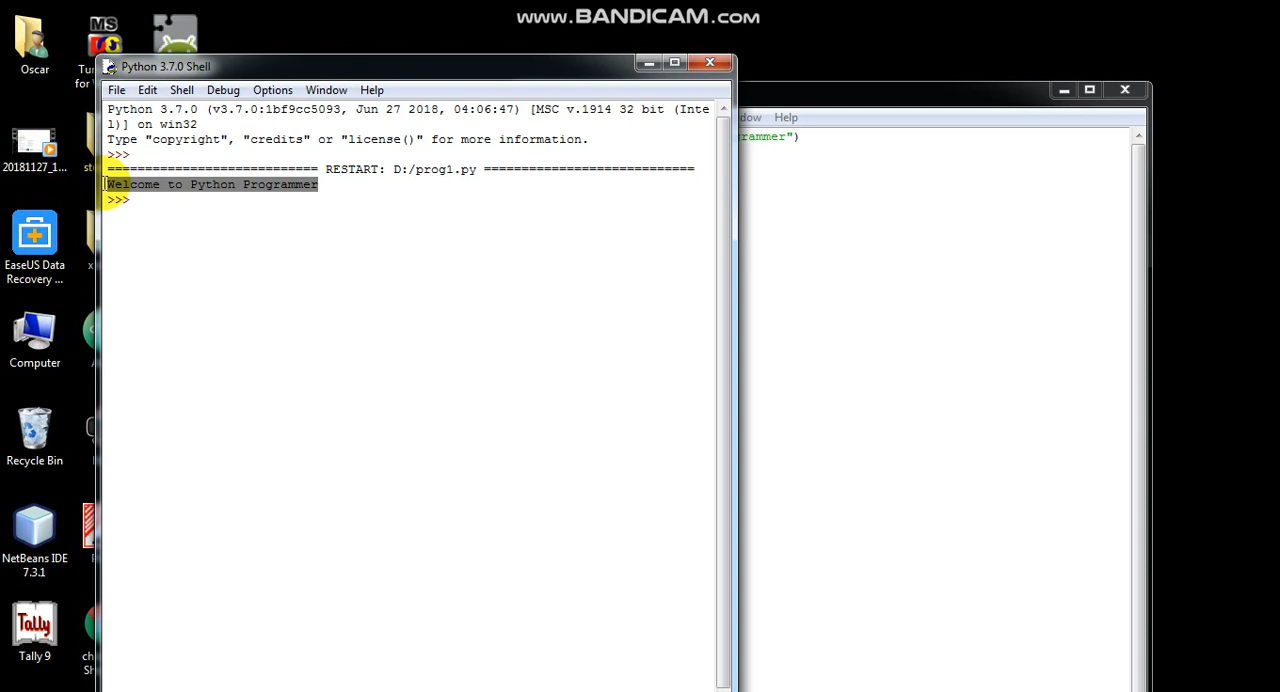 www.BANDICAM.com
MS
Oscar
Python 3.7.0 Shell
File Edit Shell Debug Options Window Help
Python 3.7.0 (v3.7.0:1bf9cc5093, Jun 27 2018, 04:06:47) [MSC v.1914 32 bit (Inte
l)] on win32
Type "copyright", "credits" or "license()" for more information.
>>>
============================ RESTART: D:/prog1.py ============================
Welcome to Python Programmer
>>>
Help
")
20181127_1...
EaseUS Data
Recovery ...
Computer
Recycle Bin
NetBeans IDE
7.3.1
Tally
Tally 9